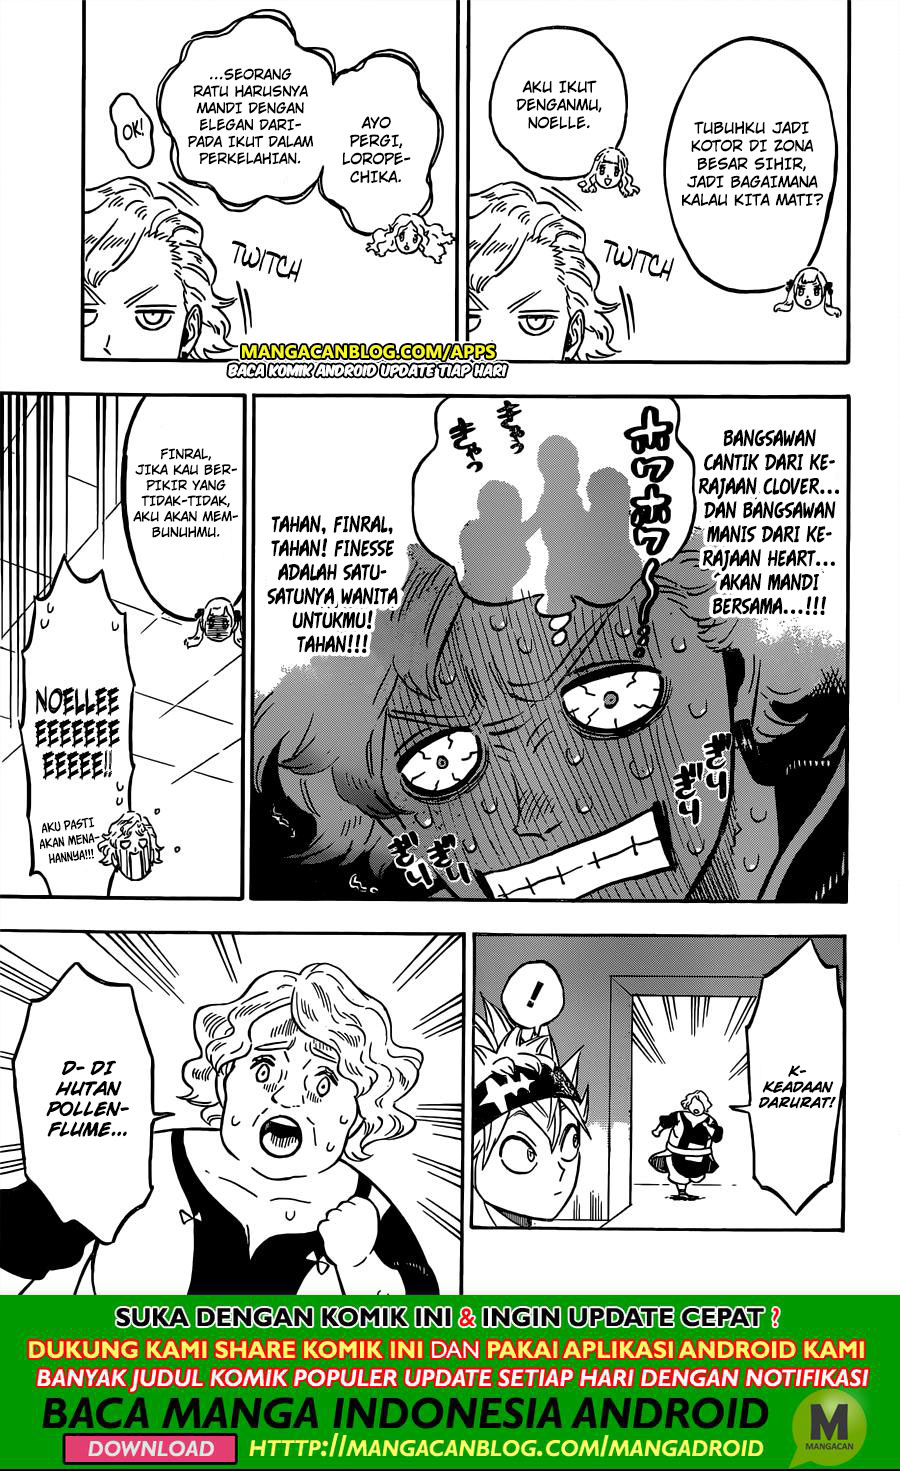 TUBUHKU JADI
KOTOR DI ZONA
BESAR SIHIR,
JADI BAGAIMANA
KALAU KITA MATI?
AKU IKUT
DENGANMU,
NOELLE.
TWITCH
AYO
PERGI,
LOROPE-
CHIKA.
...SEORANG
RATU HARUSNYA
MANDI DENGAN
ELEGAN DARI-
PADA IKUT DALAM
PERKELAHIAN.
OK!
TWITCH
MANGACANBLOG.COM/APPS
BACA KOMIK ANDROID UPDATE TIAP HARI
BANGSAWAN
CANTIK DARI KE-
RAJAAN CLOVER...
DAN BANGSAWAN
MANIS DARI KE-
RAJAAN HEART...
AKAN MANDI
BERSAMA...!!!
ホワホワ〜〜…
きゃっ
きゃっ
TAHAN, FINRAL,
TAHAN! FINESSE
ADALAH SATU-
SATUNYA WANITA
UNTUKMU!
TAHAN!!!
ぎりぎり
ぎりぎり
FINRAL,
JIKA KAU BER-
PIKIR YANG
TIDAK-TIDAK,
AKU AKAN MEM-
BUNUHMU.
NOELLEE
EEEEEEE
EEEEE!!
AKU PASTI
AKAN MENA-
HANNYA!!!
K-
KEADAAN
DARURAT!
!
D- DI
HUTAN
POLLEN-
FLUME...
SUKA DENGAN KOMIK INI & INGIN UPDATE CEPAT ?
DUKUNG KAMI SHARE KOMIK INI DAN PAKAI APLIKASI ANDROID KAMI
BANYAK JUDUL KOMIK POPULER UPDATE SETIAP HARI DENGAN NOTIFIKASI
BACA MANGA INDONESIA ANDROID
DOWNLOAD
HTTTP://MANGACANBLOG.COM/MANGADROID
M
MANGACAN